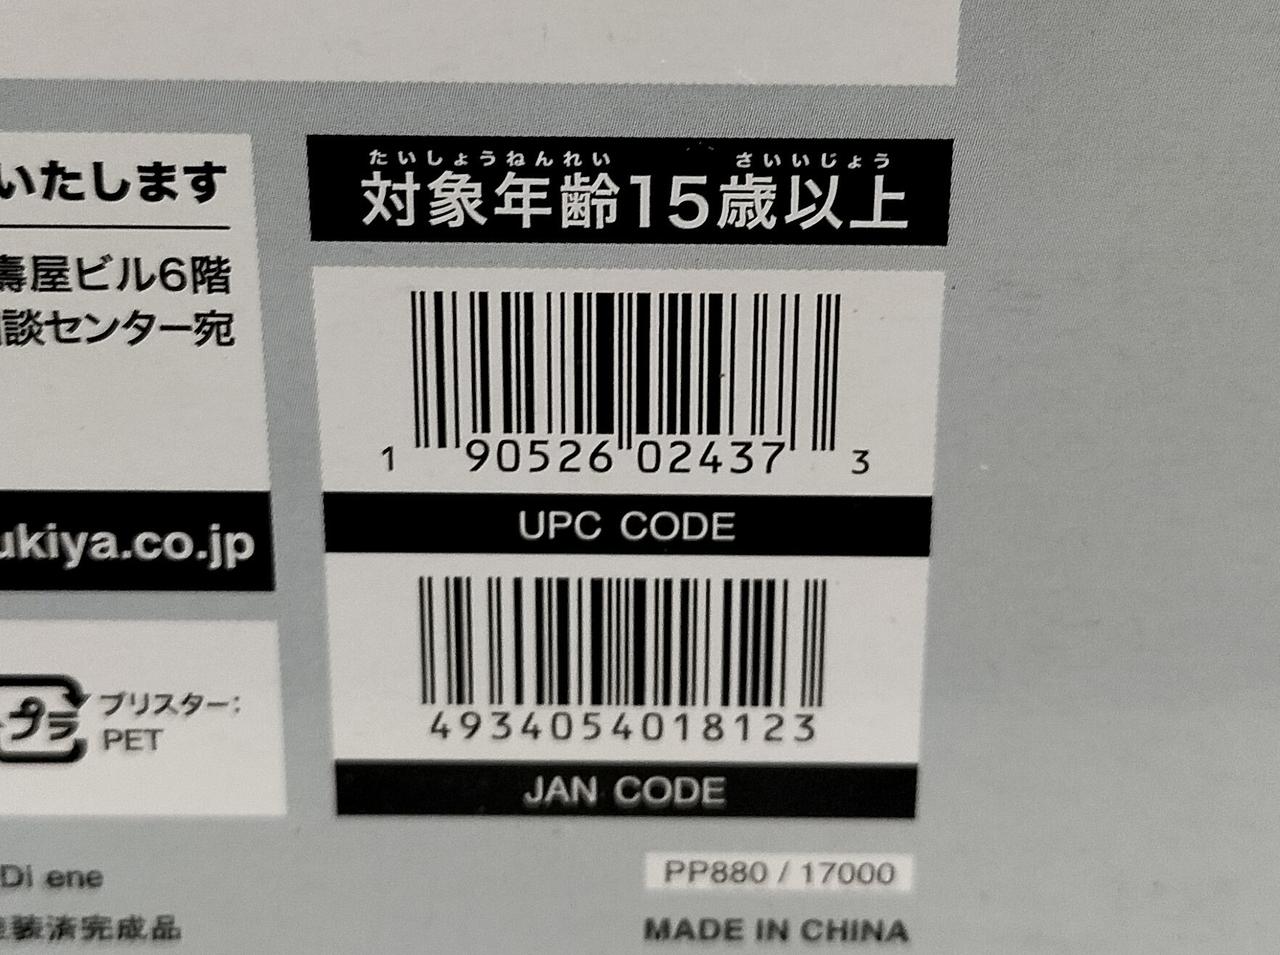 いたします
壽屋ビル6階
談センター宛
ukiya.co.jp
プラ
ブリスター:
PET
Di ene
装済完成品
たいしょうねんれい さいいじょう
対象年齢15歳以上
1 90526 02437 3
UPC CODE
4934054018123
JAN CODE
PP880 / 17000
MADE IN CHINA